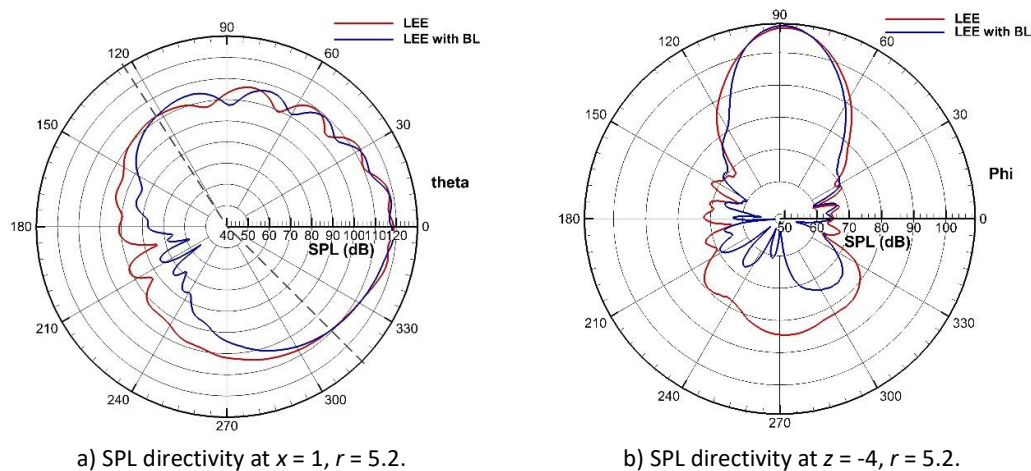 LEE
LEE with BL
90
120
60
150
30
theta
180
0
40 50 60 70 80 90 100 110 120
SPL (dB)
210
330
240
300
270
a) SPL directivity at x = 1, r = 5.2.
LEE
LEE with BL
90
120
60
150
30
Phi
180
0
50 60 70 80 90 100
SPL (dB)
210
330
240
300
270
b) SPL directivity at z = -4, r = 5.2.